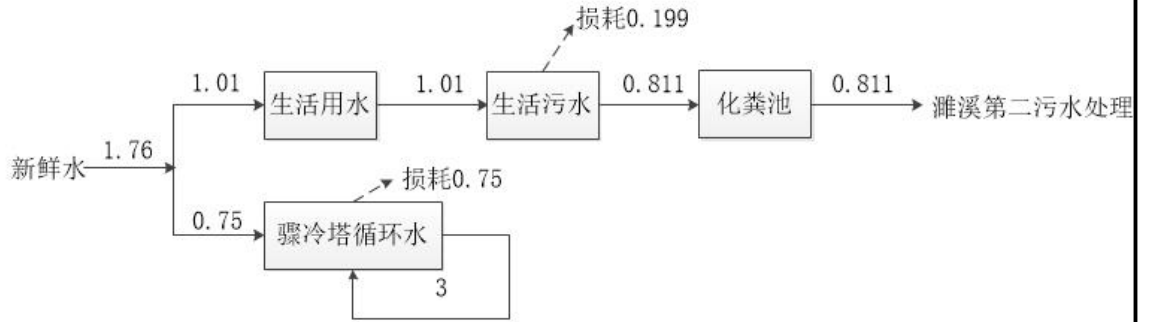 损耗0.199
1.01
生活用水
1.01
生活污水
0.811
化粪池
0.811
濉溪第二污水处理
新鲜水
1.76
损耗0.75
0.75
骤冷塔循环水
3